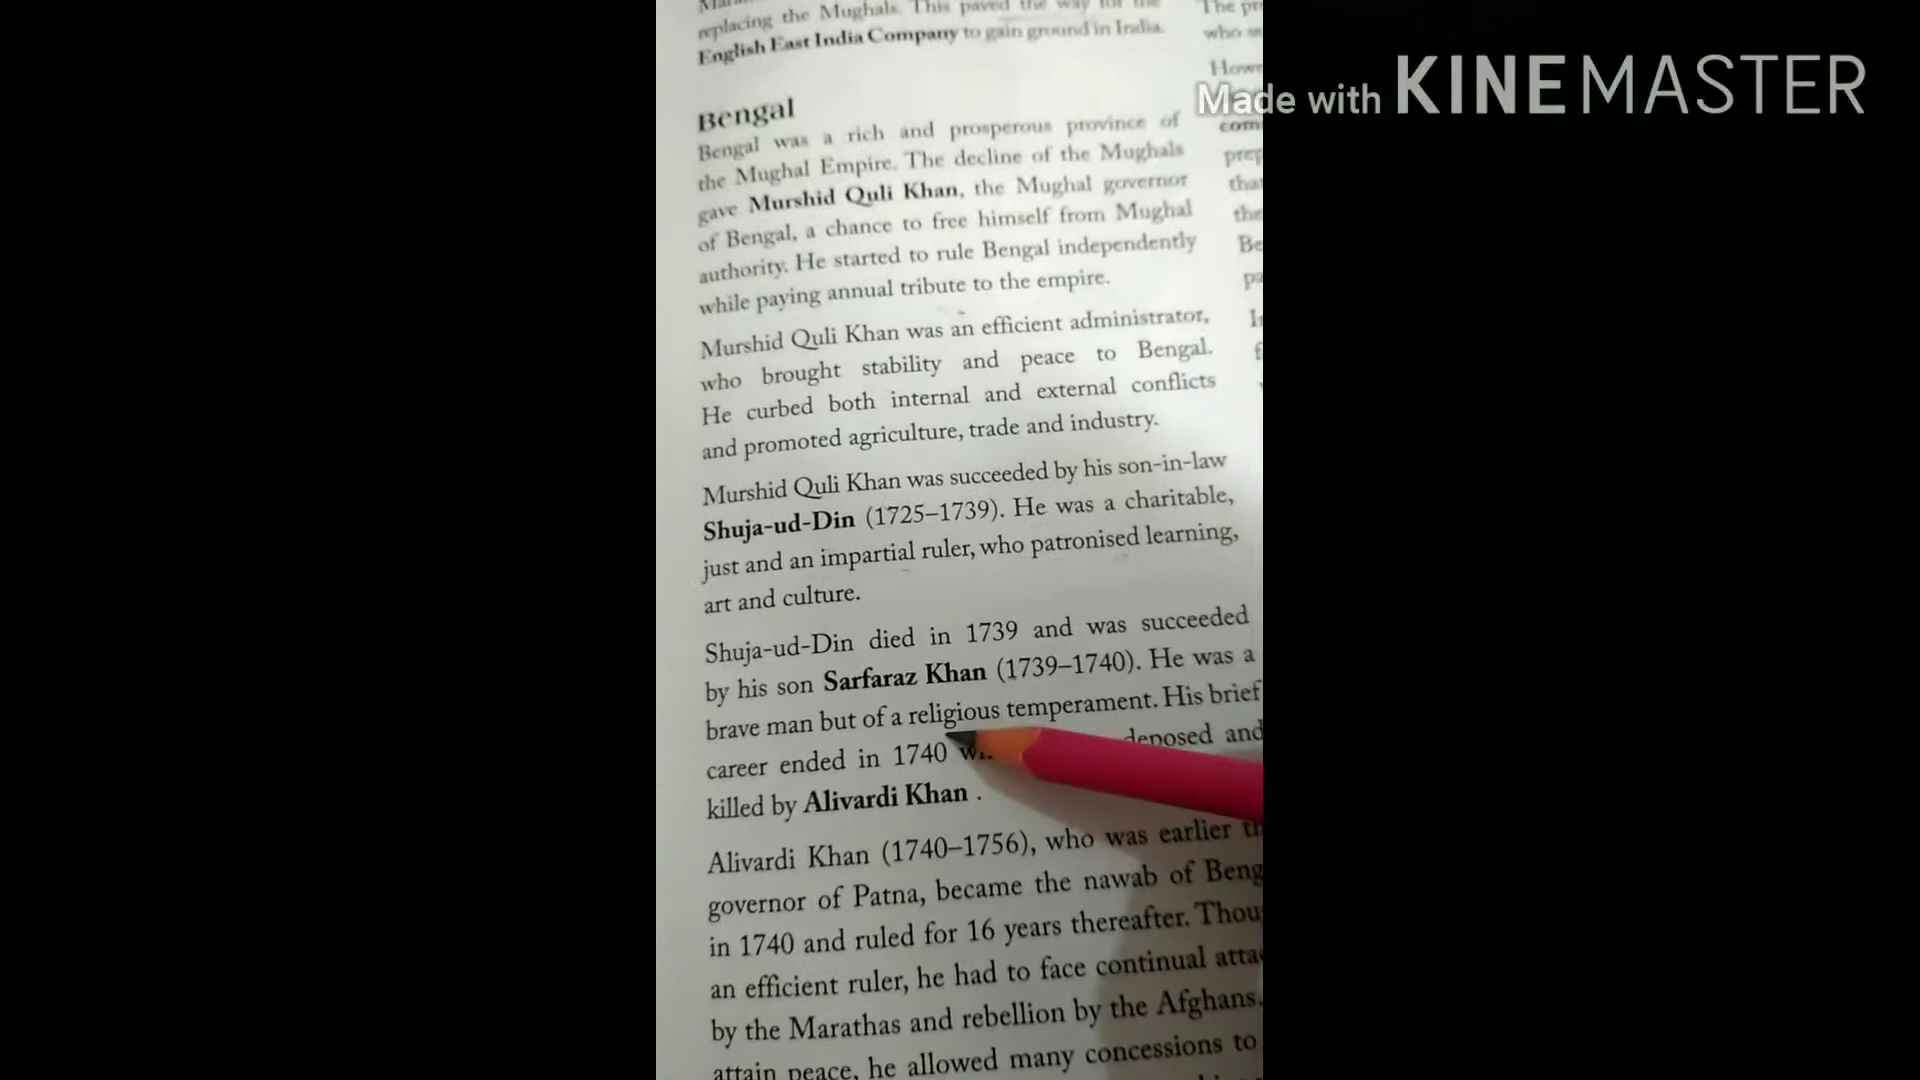 replacing the Mughals. This paved the way for the
English East India Company to gain ground in India.
Bengal
Bengal was a rich and prosperous province of
the Mughal Empire. The decline of the Mughals
gave Murshid Quli Khan, the Mughal governor
of Bengal, a chance to free himself from Mughal
authority. He started to rule Bengal independently
while paying annual tribute to the empire.
Murshid Quli Khan was an efficient administrator,
who brought stability and peace to Bengal.
He curbed both internal and external conflicts
and promoted agriculture, trade and industry.
Murshid Quli Khan was succeeded by his son-in-law
Shuja-ud-Din (1725–1739). He was a charitable,
just and an impartial ruler, who patronised learning,
art and culture.
Shuja-ud-Din died in 1739 and was succeeded
by his son Sarfaraz Khan (1739–1740). He was a
brave man but of a religious temperament. His brief
career ended in 1740 deposed and
killed by Alivardi Khan .
Alivardi Khan (1740–1756), who was earlier
governor of Patna, became the nawab of
in 1740 and ruled for 16 years thereafter.
an efficient ruler, he had to face continual
by the Marathas and rebellion by the Afghans.
attain peace, he allowed many concessions to
The
who
Made with KINEMASTER